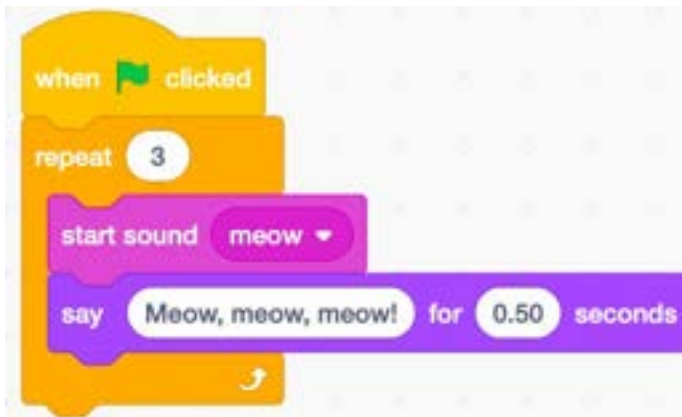 when clicked
repeat 3
start sound meow
say Meow, meow, meow! for 0.50 seconds